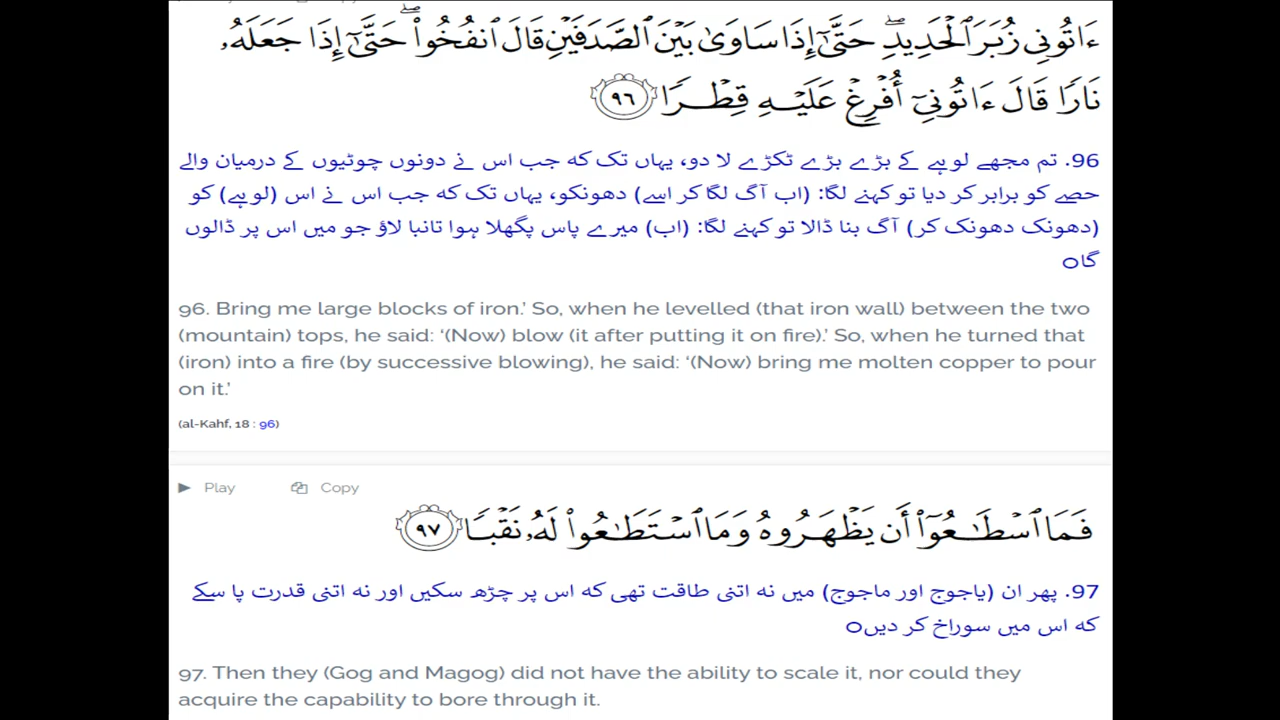 ءَاتُونِي زُبَرَ ٱلْحَدِيدِۖ حَتَّىٰٓ إِذَا سَاوَىٰ بَيْنَ ٱلصَّدَفَيْنِ قَالَ ٱنفُخُوا۟ۖ حَتَّىٰٓ إِذَا جَعَلَهُۥ
نَارًا قَالَ ءَاتُونِيٓ أُفْرِغْ عَلَيْهِ قِطْرًا ٩٦
96. تم مجھے لوہے کے بڑے بڑے ٹکڑے لا دو، یہاں تک کہ جب اس نے دونوں چوٹیوں کے درمیان والے
حصے کو برابر کر دیا تو کہنے لگا: (اب آگ لگا کر اسے) دھونکو، یہاں تک کہ جب اس نے اس (لوہے) کو
(دھونک دھونک کر) آگ بنا ڈالا تو کہنے لگا: (اب) میرے پاس پگھلا ہوا تانبا لاؤ جو میں اس پر ڈالوں
گاo
96. Bring me large blocks of iron.’ So, when he levelled (that iron wall) between the two
(mountain) tops, he said: ‘(Now) blow (it after putting it on fire).’ So, when he turned that
(iron) into a fire (by successive blowing), he said: ‘(Now) bring me molten copper to pour
on it.’
(al-Kahf, 18 : 96)
Play Copy
فَمَا ٱسْطَـٰعُوٓا۟ أَن يَظْهَرُوهُ وَمَا ٱسْتَطَـٰعُوا۟ لَهُۥ نَقْبًا ٩٧
97. پھر ان (یاجوج اور ماجوج) میں نہ اتنی طاقت تھی کہ اس پر چڑھ سکیں اور نہ اتنی قدرت پا سکے
کہ اس میں سوراخ کر دیںo
97. Then they (Gog and Magog) did not have the ability to scale it, nor could they
acquire the capability to bore through it.